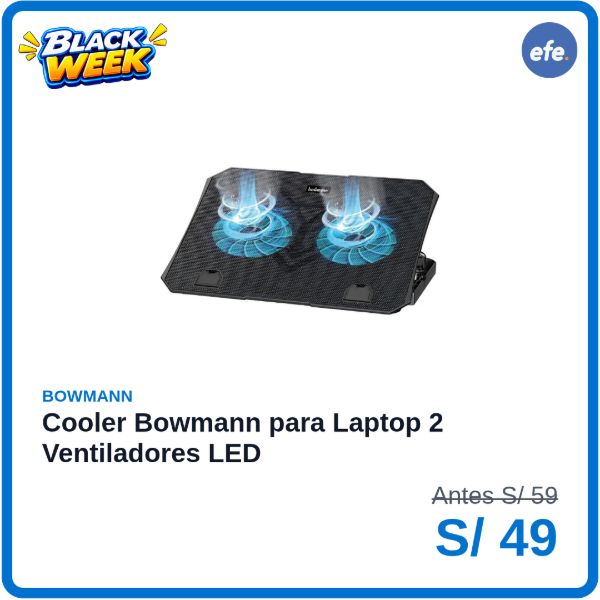 BLACK
WEEK
efe.
BOWMANN
Cooler Bowmann para Laptop 2
Ventiladores LED
Antes S/ 59
S/ 49